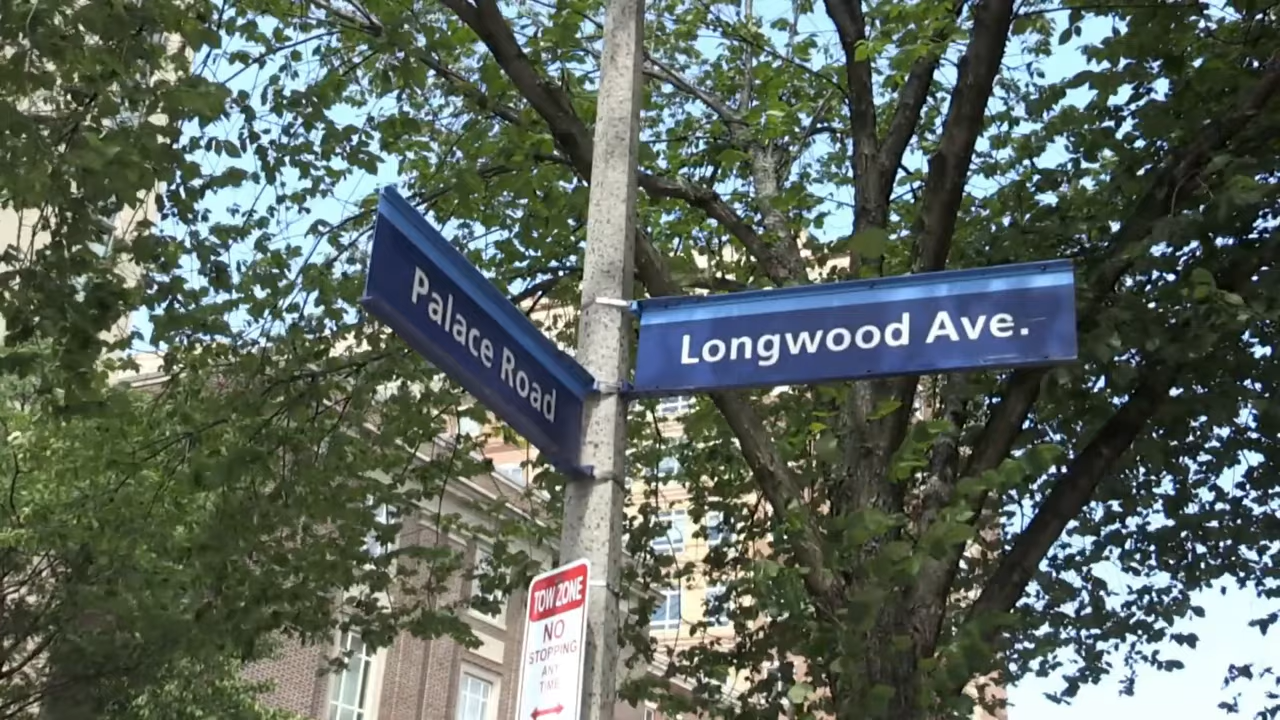 Palace Road
Longwood Ave.
TOW ZONE
NO
STOPPING
ANY
TIME